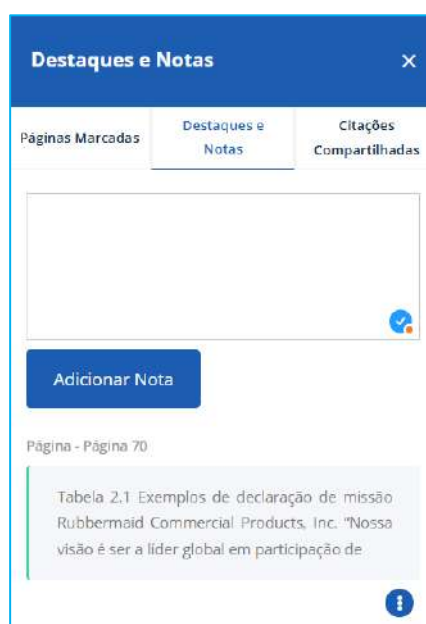 Destaques e Notas
Páginas Marcadas
Destaques e
Notas
Citações
Compartilhadas
Adicionar Nota
Página - Página 70
Tabela 2.1 Exemplos de declaração de missão
Rubbermaid Commercial Products, Inc. “Nossa
visão é ser a líder global em participação de